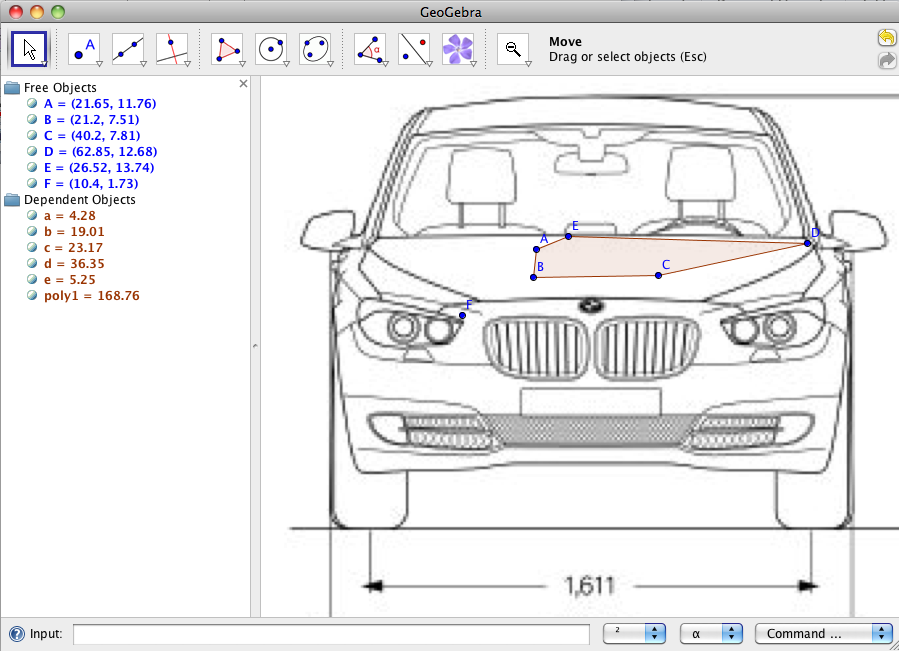 GeoGebra
A
α
Move
Drag or select objects (Esc)
Free Objects
A = (21.65, 11.76)
B = (21.2, 7.51)
C = (40.2, 7.81)
D = (62.85, 12.68)
E = (26.52, 13.74)
F = (10.4, 1.73)
Dependent Objects
a = 4.28
b = 19.01
c = 23.17
d = 36.35
e = 5.25
poly1 = 168.76
E
D
A
B
C
F
1,611
Input:
²
α
Command ...